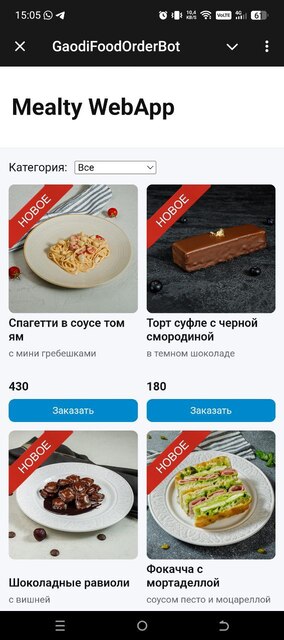 15:05
10,4
KB/s
VoLTE
4G
6
GaodiFoodOrderBot
Mealty WebApp
Категория: Все
НОВОЕ
НОВОЕ
Спагетти в соусе том
ям
с мини гребешками
430
Заказать
Торт суфле с черной
смородиной
в темном шоколаде
180
Заказать
НОВОЕ
НОВОЕ
Шоколадные равиоли
с вишней
Фокачча с
мортаделлой
соусом песто и моцареллой